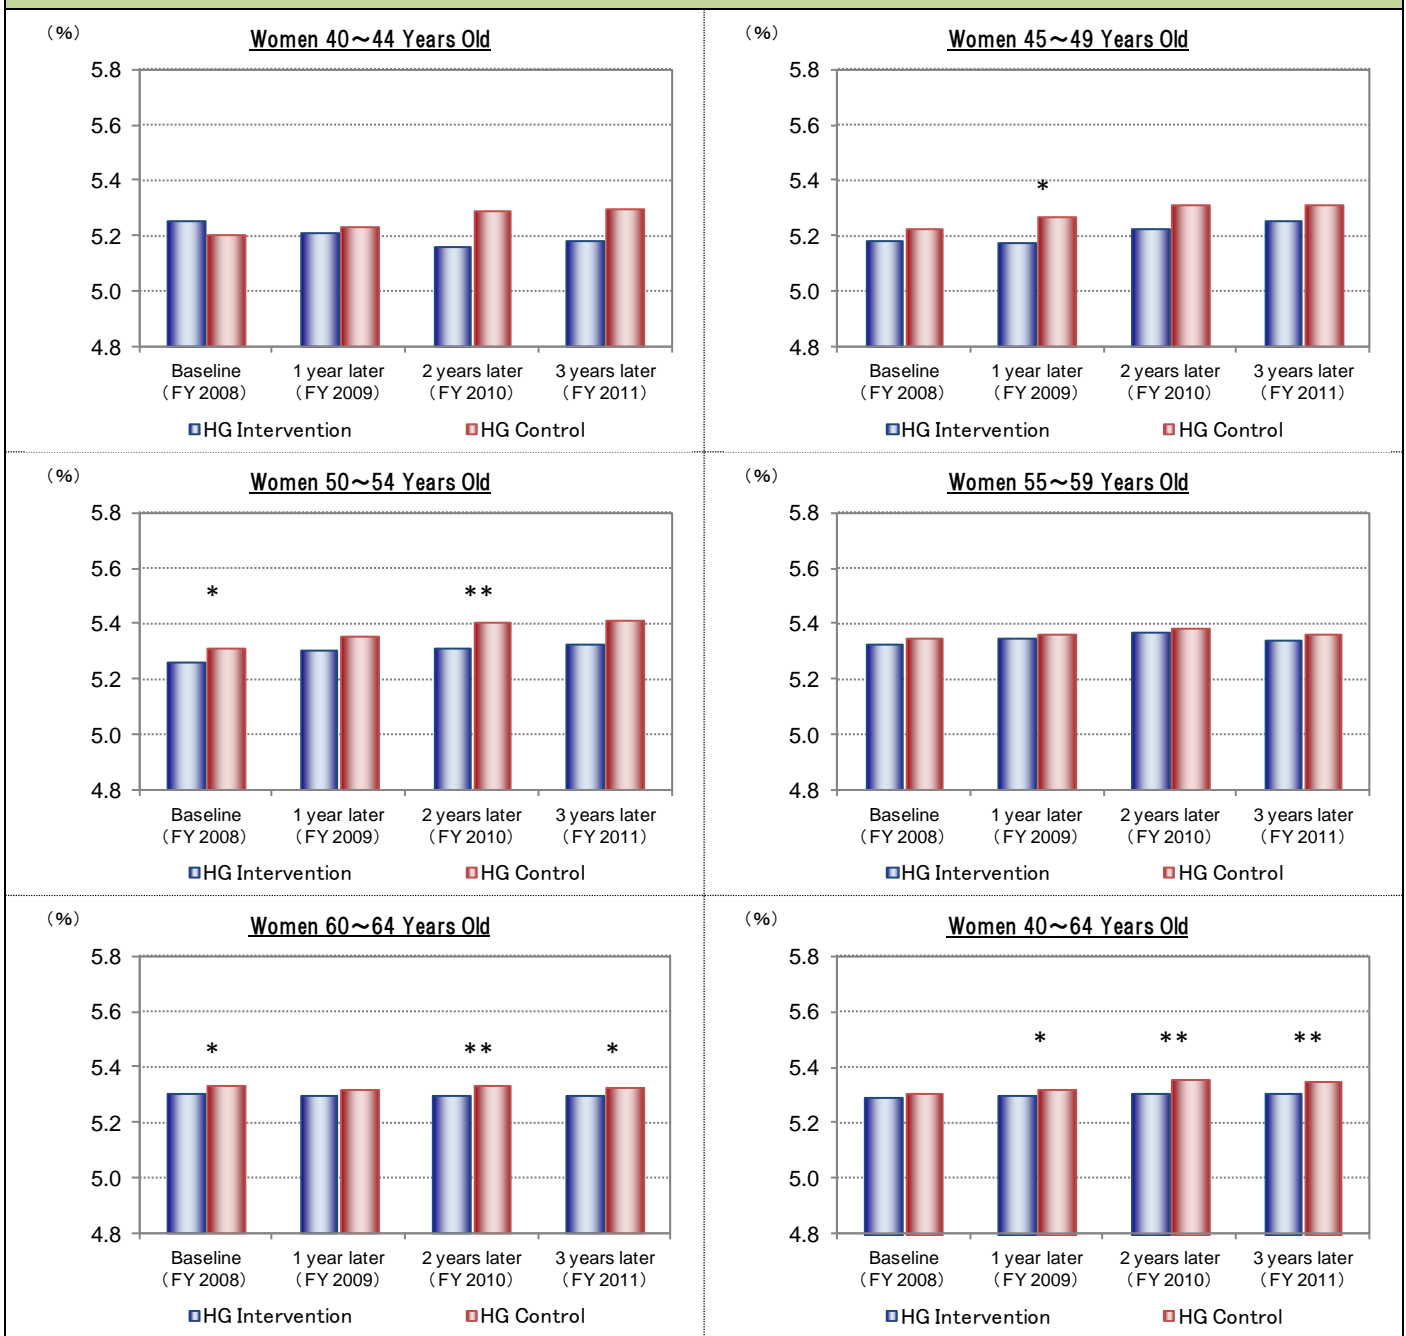 （%）
Women 40～44 Years Old
5.8
5.6
5.4
5.2
5.0
4.8
Baseline 1 year later 2 years later 3 years later
（FY 2008） （FY 2009） （FY 2010） （FY 2011）
HG Intervention HG Control
（%）
Women 45～49 Years Old
5.8
5.6
5.4
*
5.2
5.0
4.8
Baseline 1 year later 2 years later 3 years later
（FY 2008） （FY 2009） （FY 2010） （FY 2011）
HG Intervention HG Control
（%）
Women 50～54 Years Old
5.8
5.6
* **
5.4
5.2
5.0
4.8
Baseline 1 year later 2 years later 3 years later
（FY 2008） （FY 2009） （FY 2010） （FY 2011）
HG Intervention HG Control
（%）
Women 55～59 Years Old
5.8
5.6
5.4
5.2
5.0
4.8
Baseline 1 year later 2 years later 3 years later
（FY 2008） （FY 2009） （FY 2010） （FY 2011）
HG Intervention HG Control
（%）
Women 60～64 Years Old
5.8
5.6
* ** *
5.4
5.2
5.0
4.8
Baseline 1 year later 2 years later 3 years later
（FY 2008） （FY 2009） （FY 2010） （FY 2011）
HG Intervention HG Control
（%）
Women 40～64 Years Old
5.8
5.6
* ** **
5.4
5.2
5.0
4.8
Baseline 1 year later 2 years later 3 years later
（FY 2008） （FY 2009） （FY 2010） （FY 2011）
HG Intervention HG Control